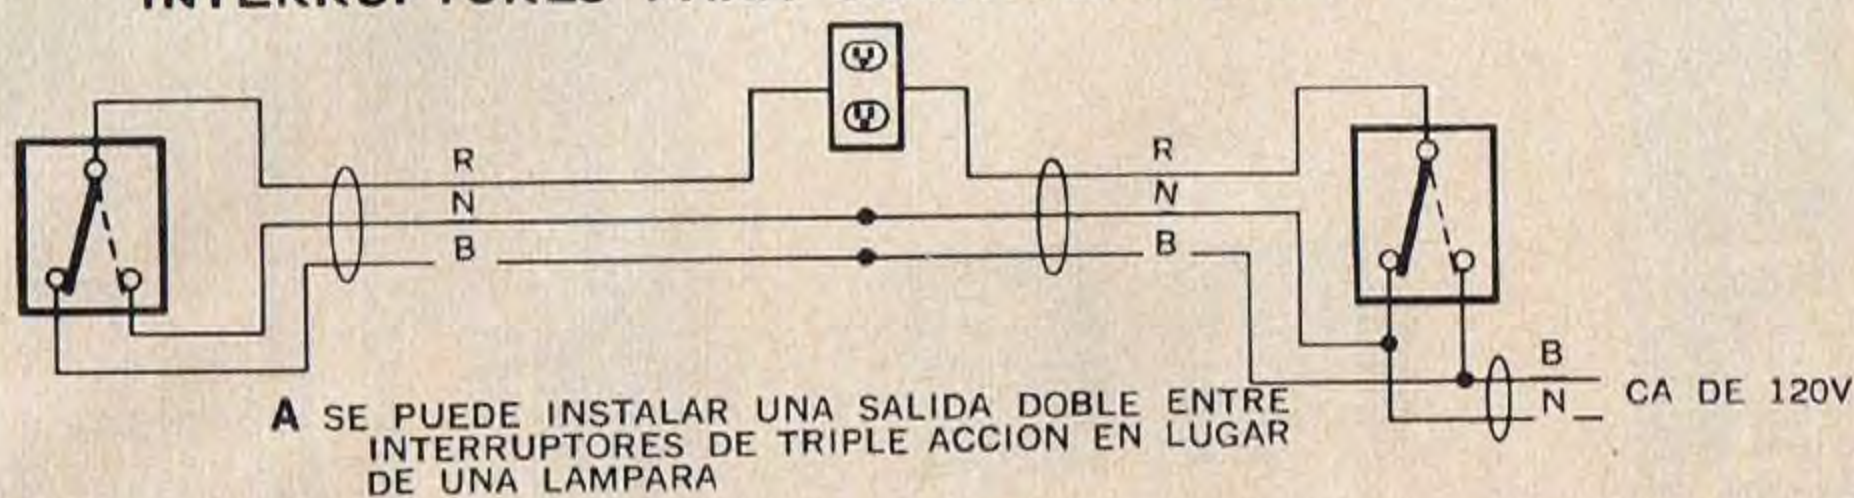 R
N
B
R
N
B
B
N
CA DE 120V
A SE PUEDE INSTALAR UNA SALIDA DOBLE ENTRE
INTERRUPTORES DE TRIPLE ACCION EN LUGAR
DE UNA LAMPARA